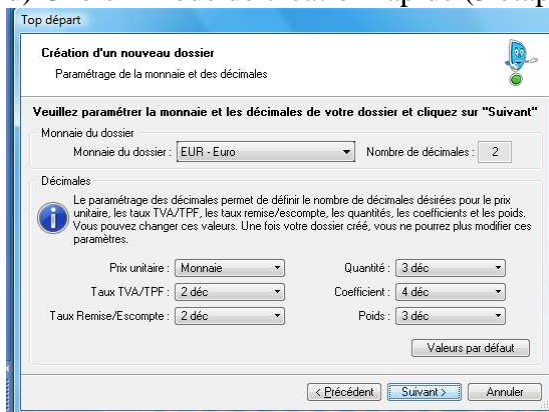 Top départ
Création d'un nouveau dossier
Paramétrage de la monnaie et des décimales
Veuillez paramétrer la monnaie et les décimales de votre dossier et cliquez sur "Suivant"
Monnaie du dossier
Monnaie du dossier : EUR - Euro Nombre de décimales : 2
Décimales
Le paramétrage des décimales permet de définir le nombre de décimales désirées pour le prix
unitaire, les taux TVA/TPF, les taux remise/escompte, les quantités, les coefficients et les poids.
Vous pouvez changer ces valeurs. Une fois votre dossier créé, vous ne pourrez plus modifier ces
paramètres.
Prix unitaire : Monnaie Quantité : 3 déc
Taux TVA/TPF : 2 déc Coefficient : 4 déc
Taux Remise/Escompte : 2 déc Poids : 3 déc
Valeurs par défaut
< Précédent Suivant > Annuler